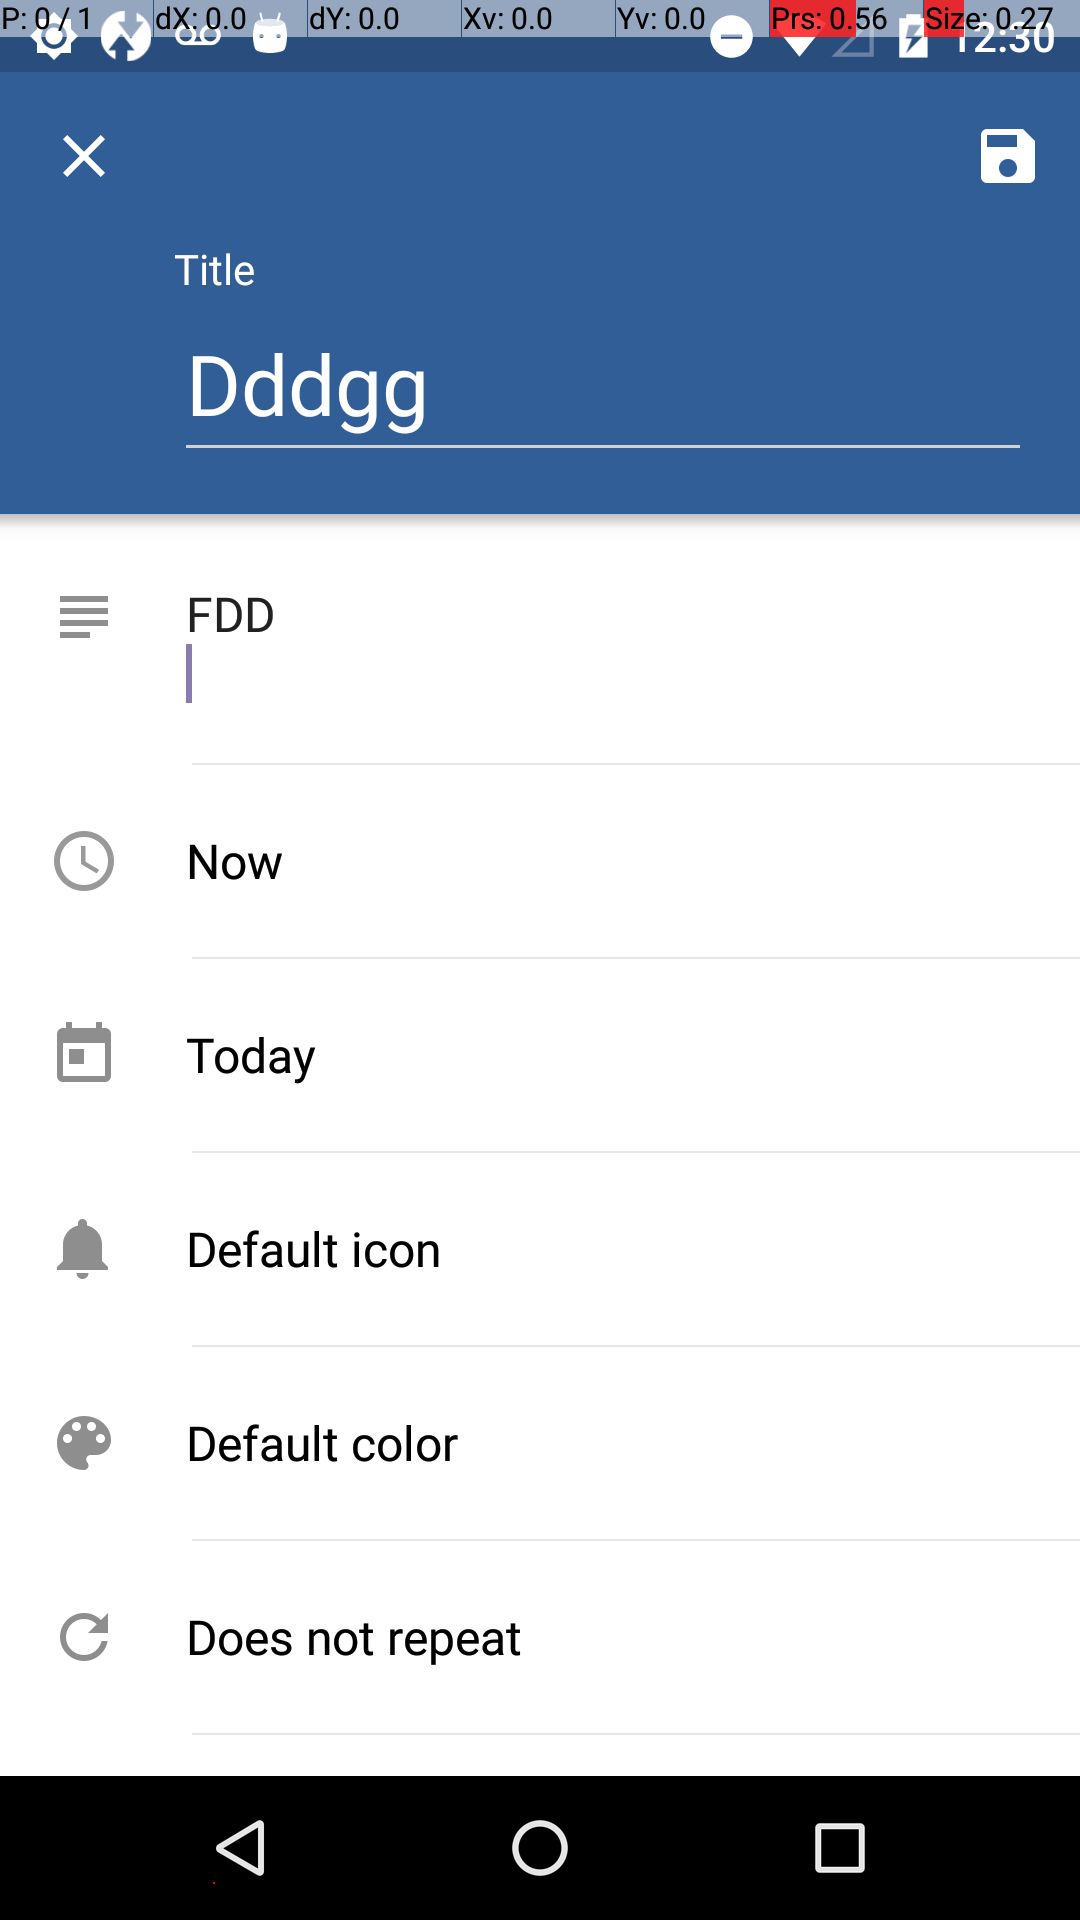 P: 0 / 1 dX: 0.0 dY: 0.0 Xv: 0.0 Yv: 0.0 Prs: 0.56 Size: 0.27
12:30
Title
Dddgg
FDD
Now
Today
Default icon
Default color
Does not repeat